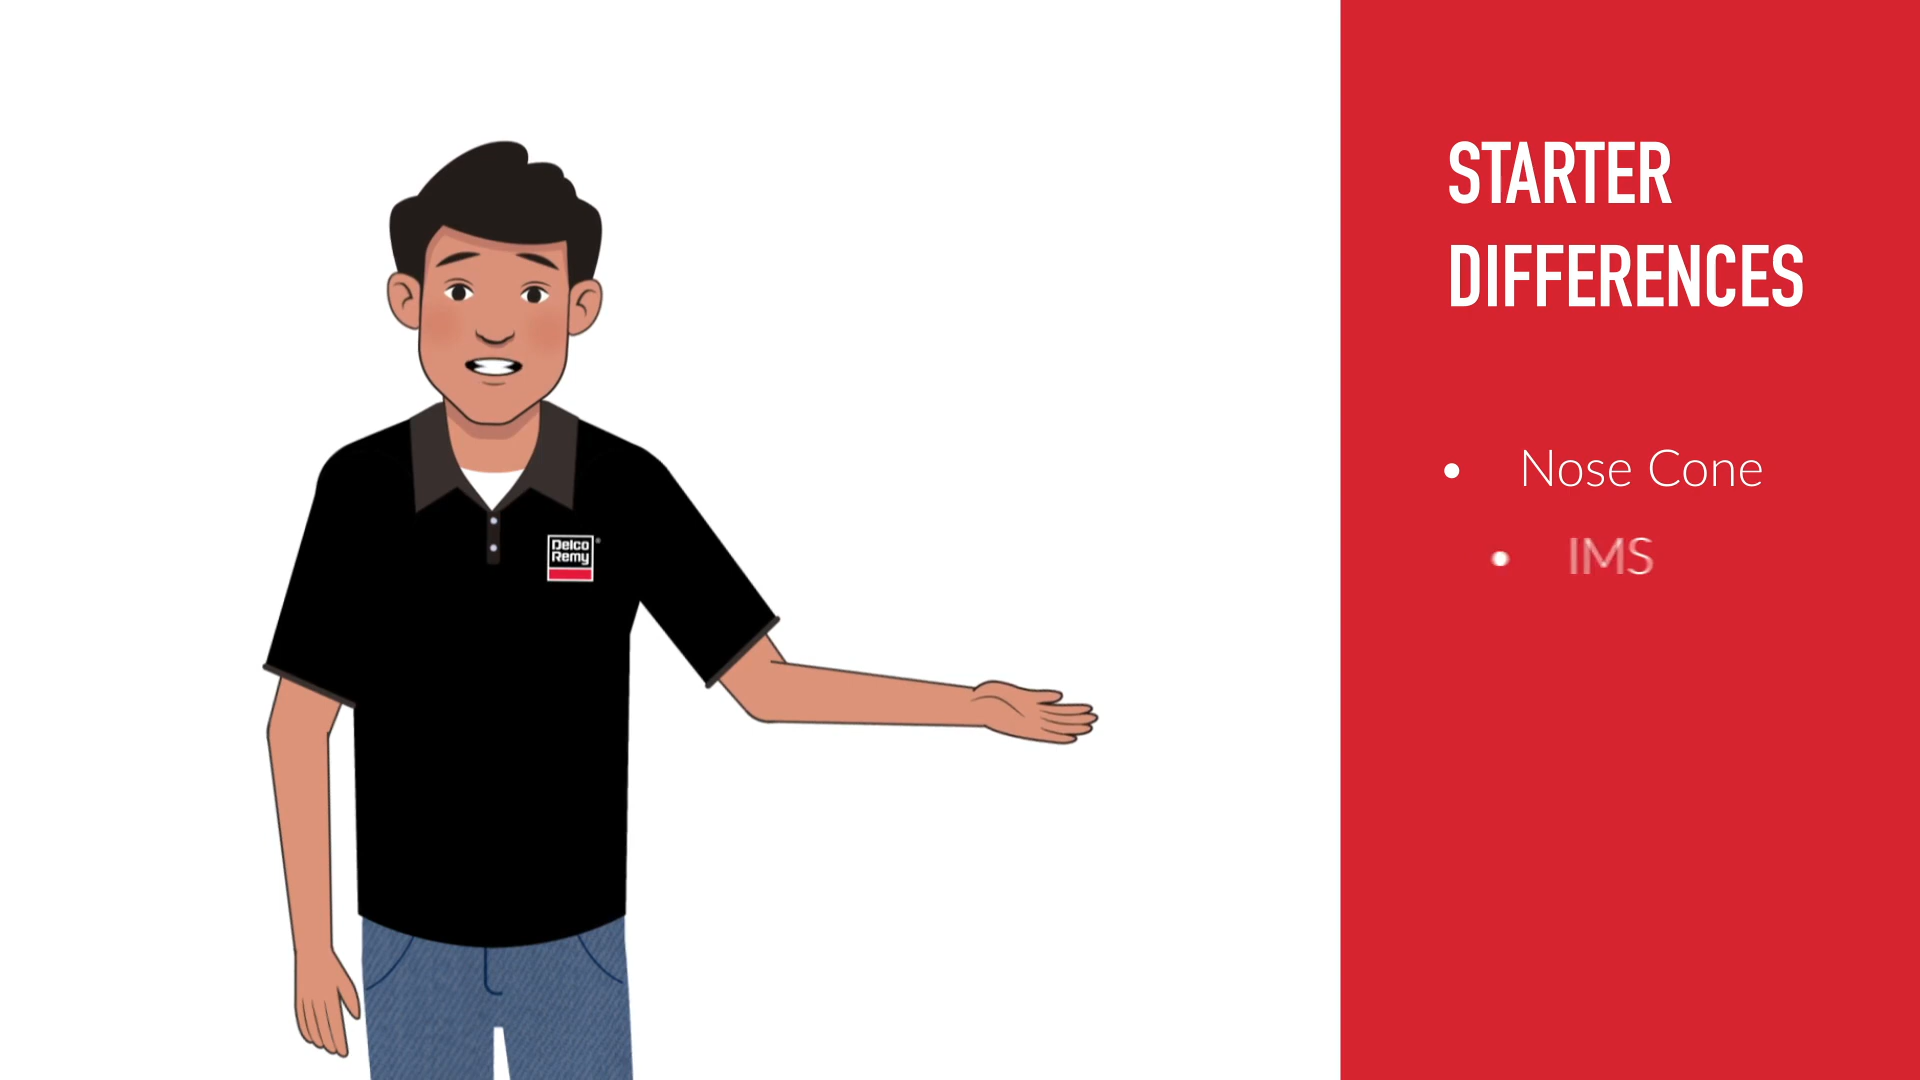 STARTER
DIFFERENCES
• Nose Cone
• IMS
Delco
Remy
®